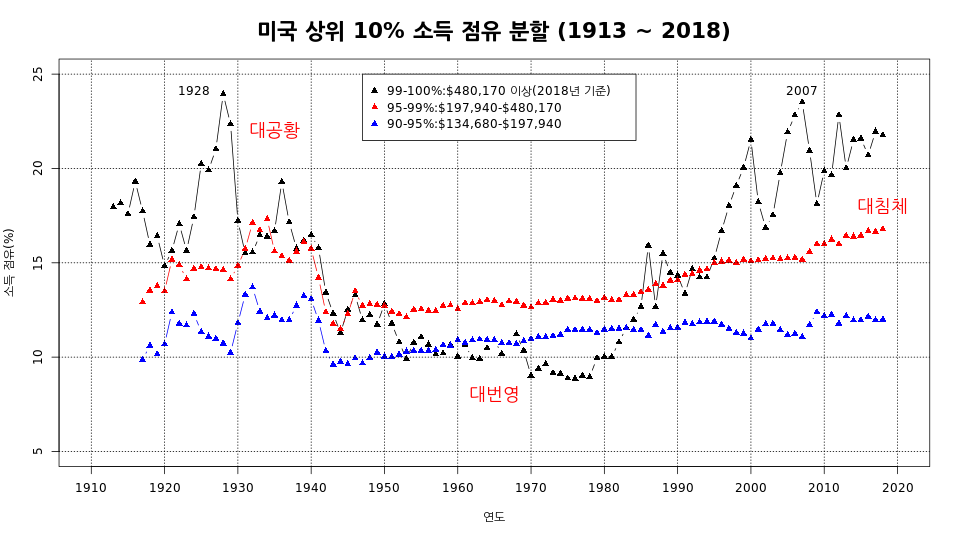 미국 상위 10% 소득 점유 분할 (1913 ~ 2018)
25
20
15
10
5
소득 점유(%)
1928
대공황
99-100%:$480,170 이상(2018년 기준)
95-99%:$197,940-$480,170
90-95%:$134,680-$197,940
2007
대침체
대번영
1910 1920 1930 1940 1950 1960 1970 1980 1990 2000 2010 2020
연도